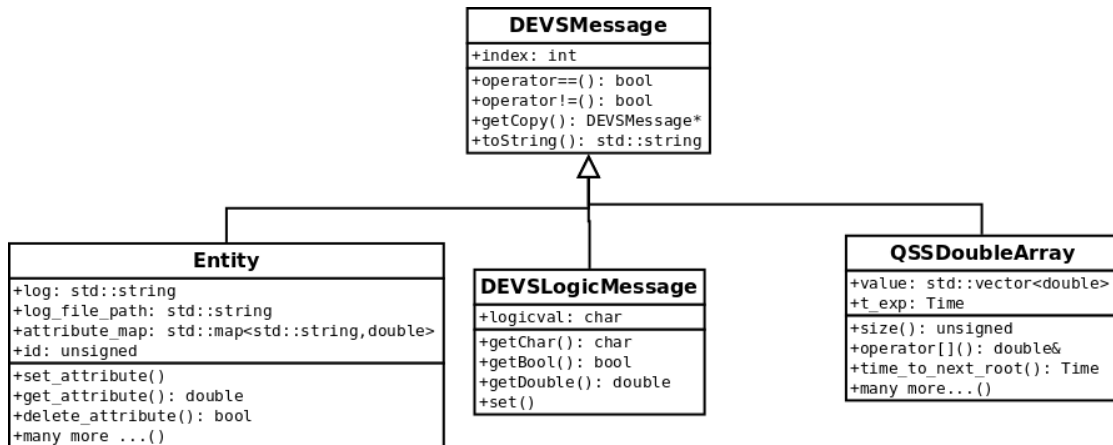 DEVSMessage
+index: int
+operator==(): bool
+operator!=(): bool
+getCopy(): DEVSMessage*
+toString(): std::string
Entity
+log: std::string
+log_file_path: std::string
+attribute_map: std::map<std::string,double>
+id: unsigned
+set_attribute()
+get_attribute(): double
+delete_attribute(): bool
+many more ...()
DEVSLogicMessage
+logicval: char
+getChar(): char
+getBool(): bool
+getDouble(): double
+set()
QSSDoubleArray
+value: std::vector<double>
+t_exp: Time
+size(): unsigned
+operator[](): double&
+time_to_next_root(): Time
+many more...()